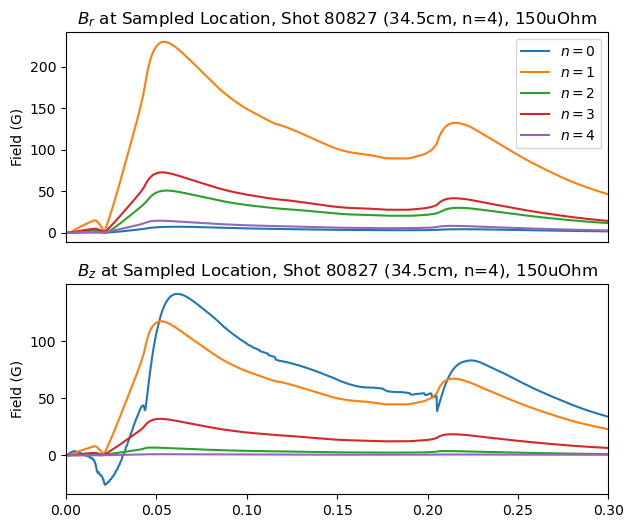 B_r at Sampled Location, Shot 80827 (34.5cm, n=4), 150uOhm
200
150
100
50
0
Field (G)
n = 0
n = 1
n = 2
n = 3
n = 4
B_z at Sampled Location, Shot 80827 (34.5cm, n=4), 150uOhm
100
50
0
Field (G)
0.00 0.05 0.10 0.15 0.20 0.25 0.30